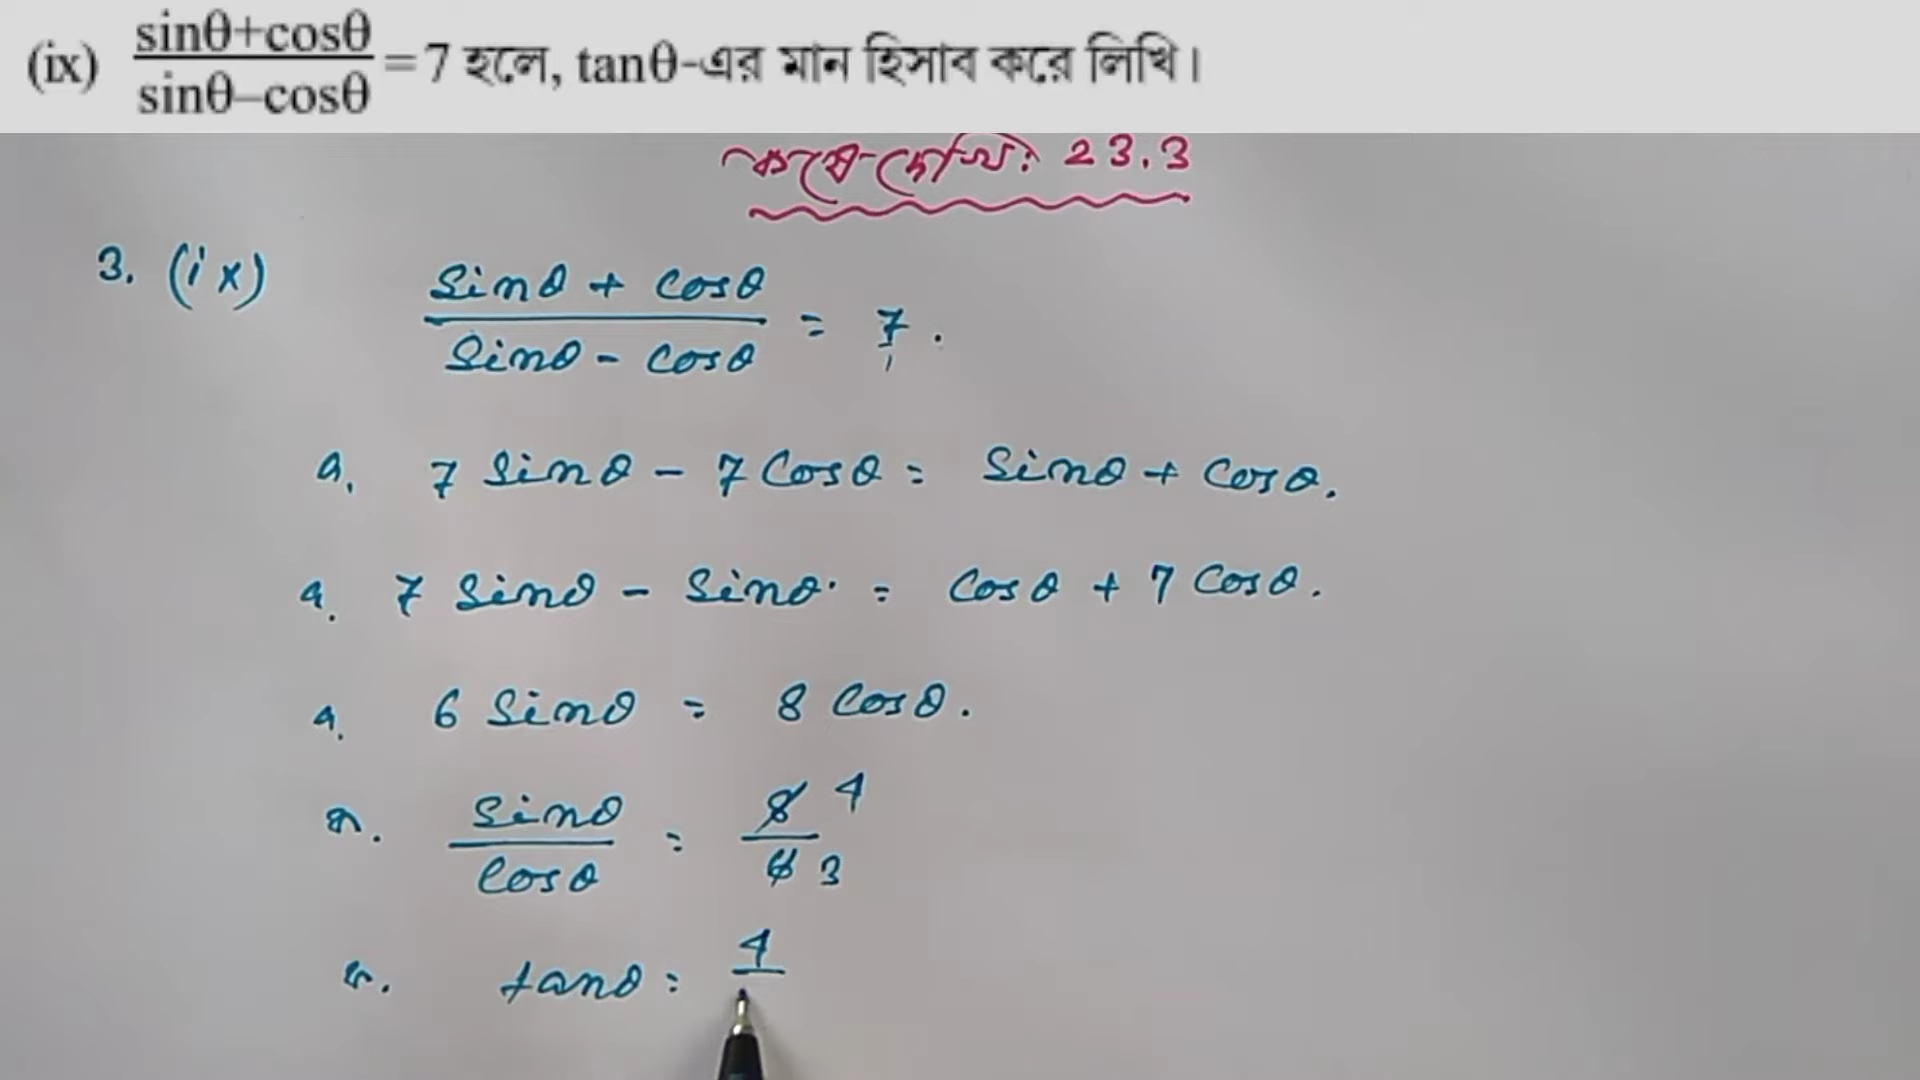 (ix) sinθ+cosθ/sinθ–cosθ = 7 হলে, tanθ-এর মান হিসাব করে লিখি।
কষে দেখি: 23.3
3. (ix) Sinθ + Cosθ / Sinθ - Cosθ = 7.
বা, 7 Sinθ - 7 Cosθ = Sinθ + Cosθ.
বা, 7 Sinθ - Sinθ = Cosθ + 7 Cosθ.
বা, 6 Sinθ = 8 Cosθ.
বা, Sinθ / Cosθ = 8 4 / 6 3
বা, tanθ = 4 /